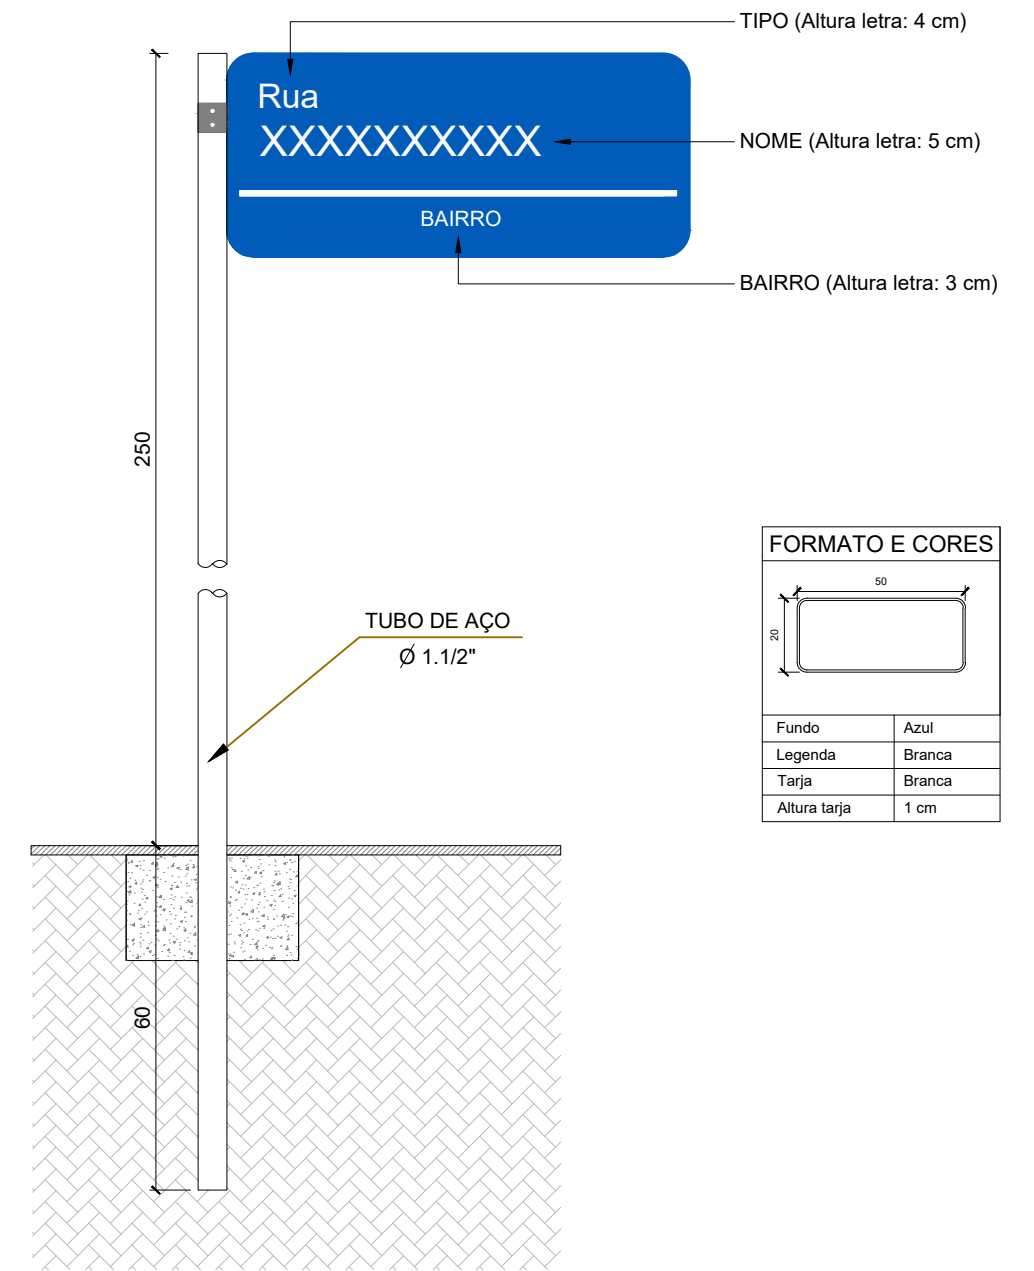 TIPO (Altura letra: 4 cm)
Rua
XXXXXXXXXX
NOME (Altura letra: 5 cm)
BAIRRO
BAIRRO (Altura letra: 3 cm)
250
TUBO DE AÇO
Ø 1.1/2"
60
FORMATO E CORES
50
20
Fundo Azul
Legenda Branca
Tarja Branca
Altura tarja 1 cm